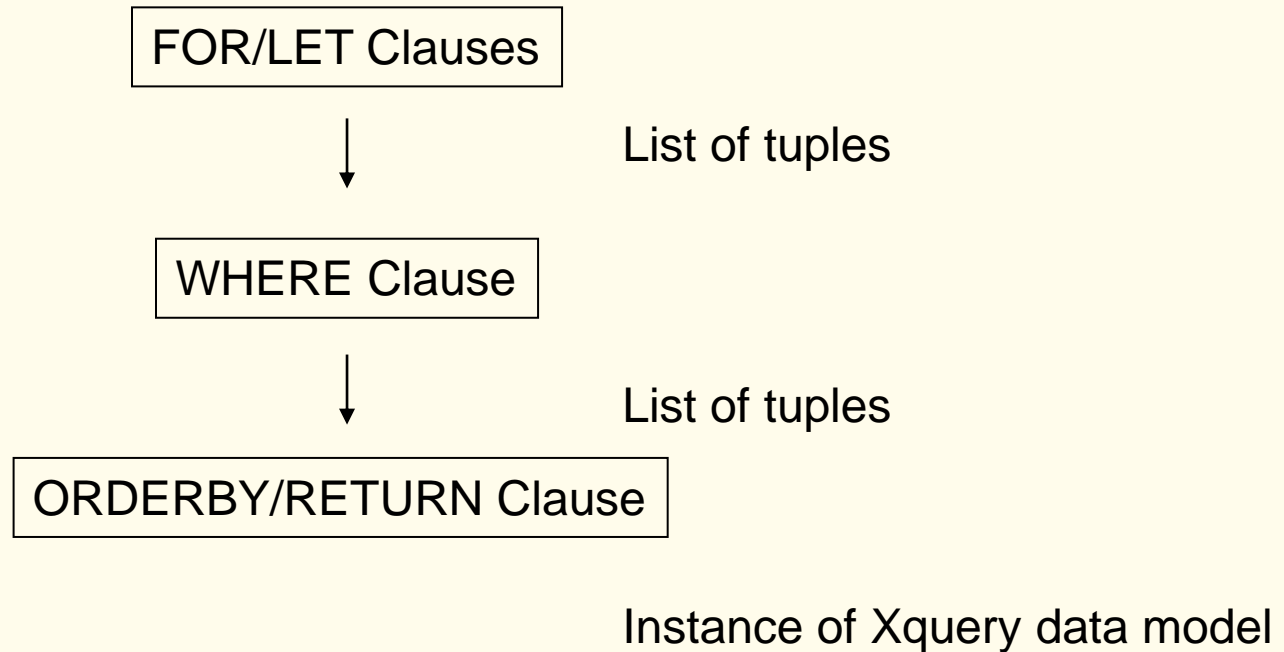 FOR/LET Clauses
List of tuples
WHERE Clause
List of tuples
ORDERBY/RETURN Clause
Instance of Xquery data model